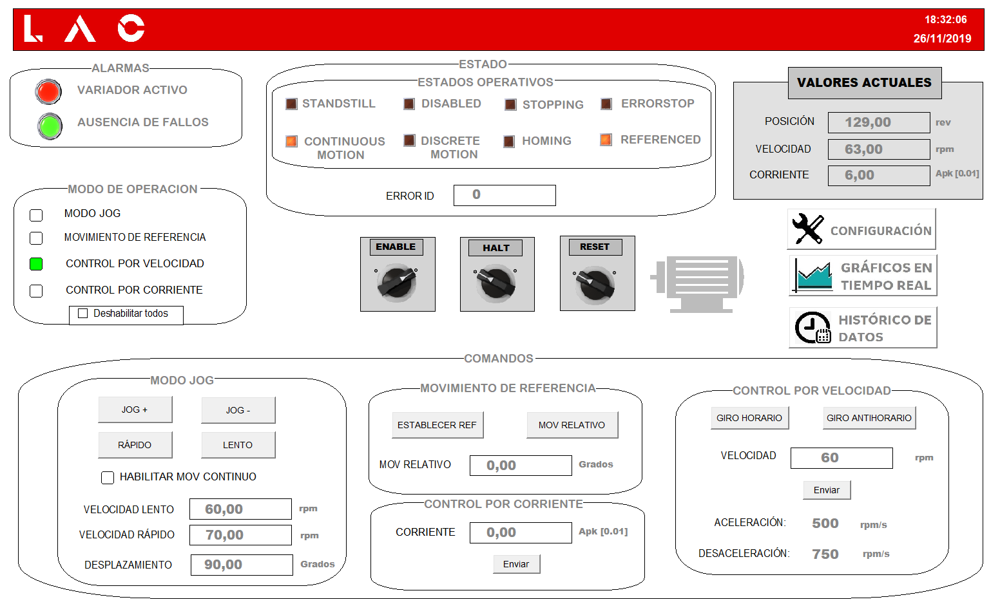 LAC
18:32:06
26/11/2019
ALARMAS
VARIADOR ACTIVO
AUSENCIA DE FALLOS
ESTADO
ESTADOS OPERATIVOS
STANDSTILL
DISABLED
STOPPING
ERRORSTOP
CONTINUOUS
MOTION
DISCRETE
MOTION
HOMING
REFERENCED
ERROR ID
0
VALORES ACTUALES
POSICIÓN 129,00 rev
VELOCIDAD 63,00 rpm
CORRIENTE 6,00 Apk [0.01]
MODO DE OPERACION
MODO JOG
MOVIMIENTO DE REFERENCIA
CONTROL POR VELOCIDAD
CONTROL POR CORRIENTE
Deshabilitar todos
ENABLE
HALT
RESET
CONFIGURACIÓN
GRÁFICOS EN
TIEMPO REAL
HISTÓRICO DE
DATOS
COMANDOS
MODO JOG
JOG +
JOG -
RÁPIDO
LENTO
HABILITAR MOV CONTINUO
VELOCIDAD LENTO 60,00 rpm
VELOCIDAD RÁPIDO 70,00 rpm
DESPLAZAMIENTO 90,00 Grados
MOVIMIENTO DE REFERENCIA
ESTABLECER REF
MOV RELATIVO
MOV RELATIVO 0,00 Grados
CONTROL POR CORRIENTE
CORRIENTE 0,00 Apk [0.01]
Enviar
CONTROL POR VELOCIDAD
GIRO HORARIO
GIRO ANTIHORARIO
VELOCIDAD 60 rpm
Enviar
ACELERACIÓN: 500 rpm/s
DESACELERACIÓN: 750 rpm/s